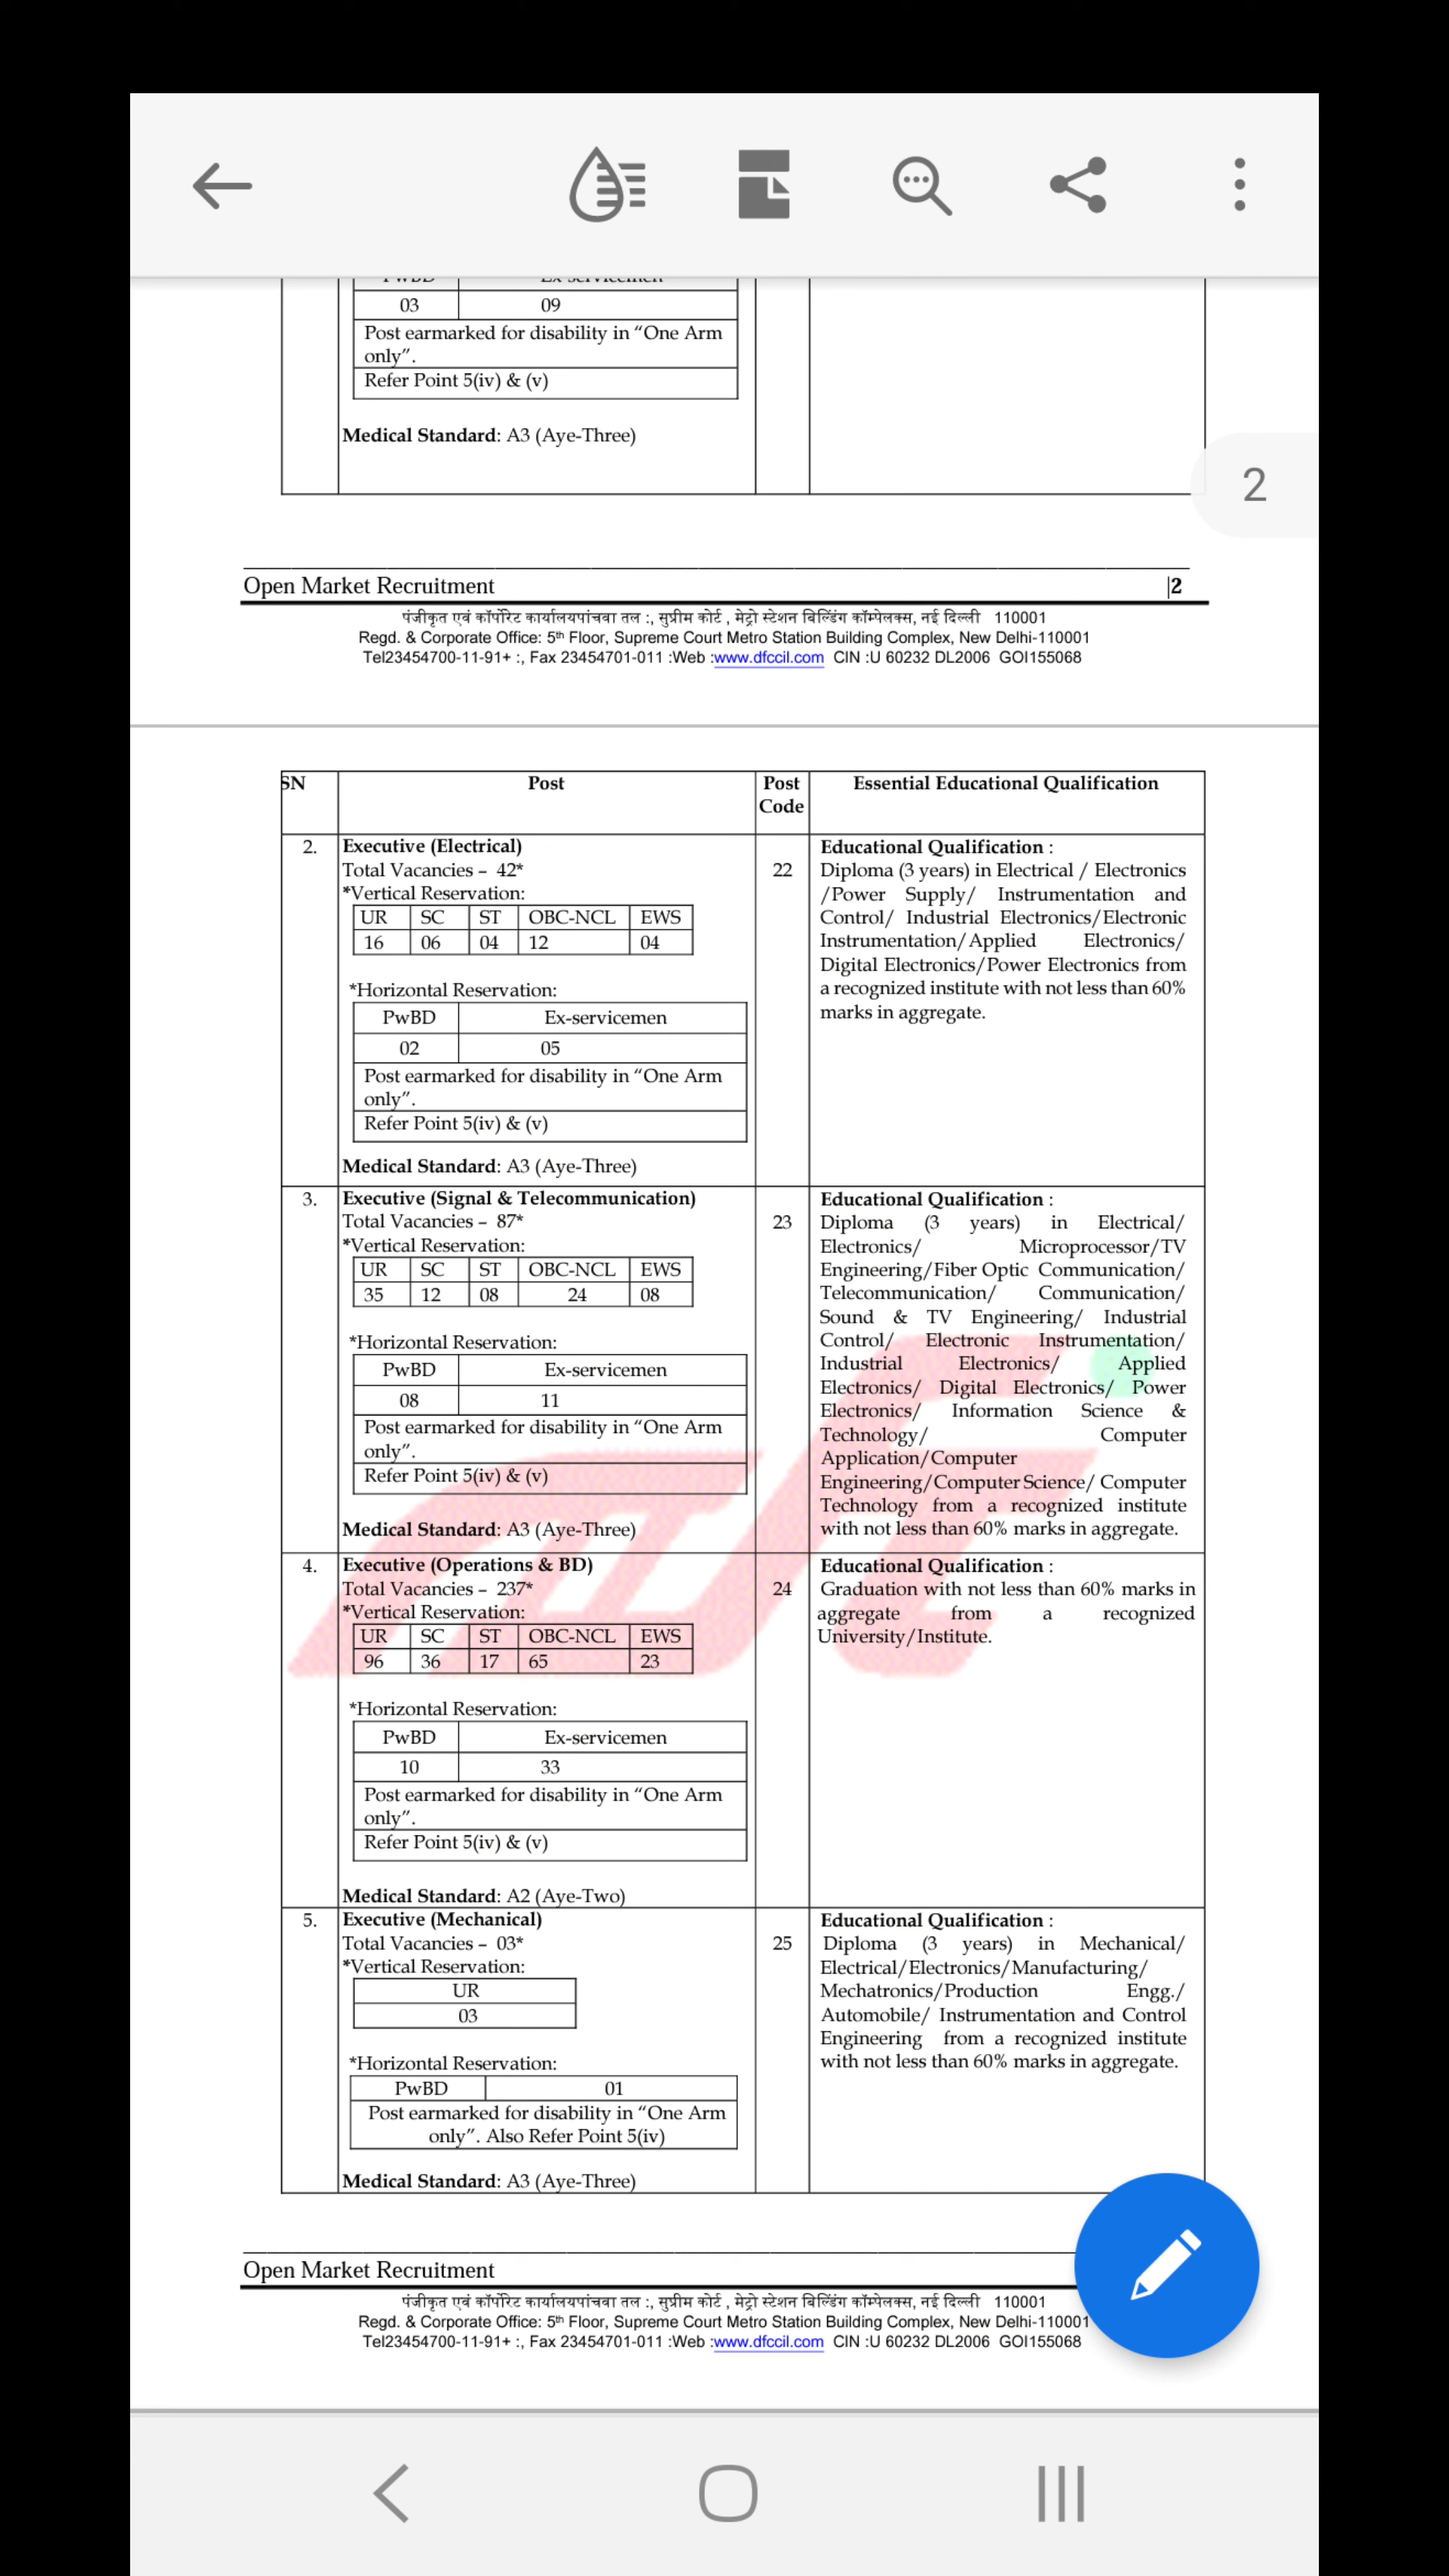 03 09
Post earmarked for disability in “One Arm
only”.
Refer Point 5(iv) & (v)
Medical Standard: A3 (Aye-Three)
2
Open Market Recruitment |2
पंजीकृत एवं कॉर्पोरेट कार्यालयपांचवा तल :, सुप्रीम कोर्ट , मेट्रो स्टेशन बिल्डिंग कॉम्पेलक्स, नई दिल्ली 110001
Regd. & Corporate Office: 5th Floor, Supreme Court Metro Station Building Complex, New Delhi-110001
Tel23454700-11-91+ :, Fax 23454701-011 :Web :www.dfccil.com CIN :U 60232 DL2006 GOI155068
SN Post Post Code Essential Educational Qualification
2. Executive (Electrical)
Total Vacancies – 42*
*Vertical Reservation:
UR SC ST OBC-NCL EWS
16 06 04 12 04
*Horizontal Reservation:
PwBD Ex-servicemen
02 05
Post earmarked for disability in “One Arm
only”.
Refer Point 5(iv) & (v)
Medical Standard: A3 (Aye-Three)
22
Educational Qualification :
Diploma (3 years) in Electrical / Electronics
/Power Supply/ Instrumentation and
Control/ Industrial Electronics/Electronic
Instrumentation/Applied Electronics/
Digital Electronics/Power Electronics from
a recognized institute with not less than 60%
marks in aggregate.
3. Executive (Signal & Telecommunication)
Total Vacancies – 87*
*Vertical Reservation:
UR SC ST OBC-NCL EWS
35 12 08 24 08
*Horizontal Reservation:
PwBD Ex-servicemen
08 11
Post earmarked for disability in “One Arm
only”.
Refer Point 5(iv) & (v)
Medical Standard: A3 (Aye-Three)
23
Educational Qualification :
Diploma (3 years) in Electrical/
Electronics/ Microprocessor/TV
Engineering/Fiber Optic Communication/
Telecommunication/ Communication/
Sound & TV Engineering/ Industrial
Control/ Electronic Instrumentation/
Industrial Electronics/ Applied
Electronics/ Digital Electronics/ Power
Electronics/ Information Science &
Technology/ Computer
Application/Computer
Engineering/Computer Science/ Computer
Technology from a recognized institute
with not less than 60% marks in aggregate.
4. Executive (Operations & BD)
Total Vacancies – 237*
*Vertical Reservation:
UR SC ST OBC-NCL EWS
96 36 17 65 23
*Horizontal Reservation:
PwBD Ex-servicemen
10 33
Post earmarked for disability in “One Arm
only”.
Refer Point 5(iv) & (v)
Medical Standard: A2 (Aye-Two)
24
Educational Qualification :
Graduation with not less than 60% marks in
aggregate from a recognized
University/Institute.
5. Executive (Mechanical)
Total Vacancies – 03*
*Vertical Reservation:
UR
03
*Horizontal Reservation:
PwBD 01
Post earmarked for disability in “One Arm
only”. Also Refer Point 5(iv)
Medical Standard: A3 (Aye-Three)
25
Educational Qualification :
Diploma (3 years) in Mechanical/
Electrical/Electronics/Manufacturing/
Mechatronics/Production Engg./
Automobile/ Instrumentation and Control
Engineering from a recognized institute
with not less than 60% marks in aggregate.
Open Market Recruitment
पंजीकृत एवं कॉर्पोरेट कार्यालयपांचवा तल :, सुप्रीम कोर्ट , मेट्रो स्टेशन बिल्डिंग कॉम्पेलक्स, नई दिल्ली 110001
Regd. & Corporate Office: 5th Floor, Supreme Court Metro Station Building Complex, New Delhi-110001
Tel23454700-11-91+ :, Fax 23454701-011 :Web :www.dfccil.com CIN :U 60232 DL2006 GOI155068